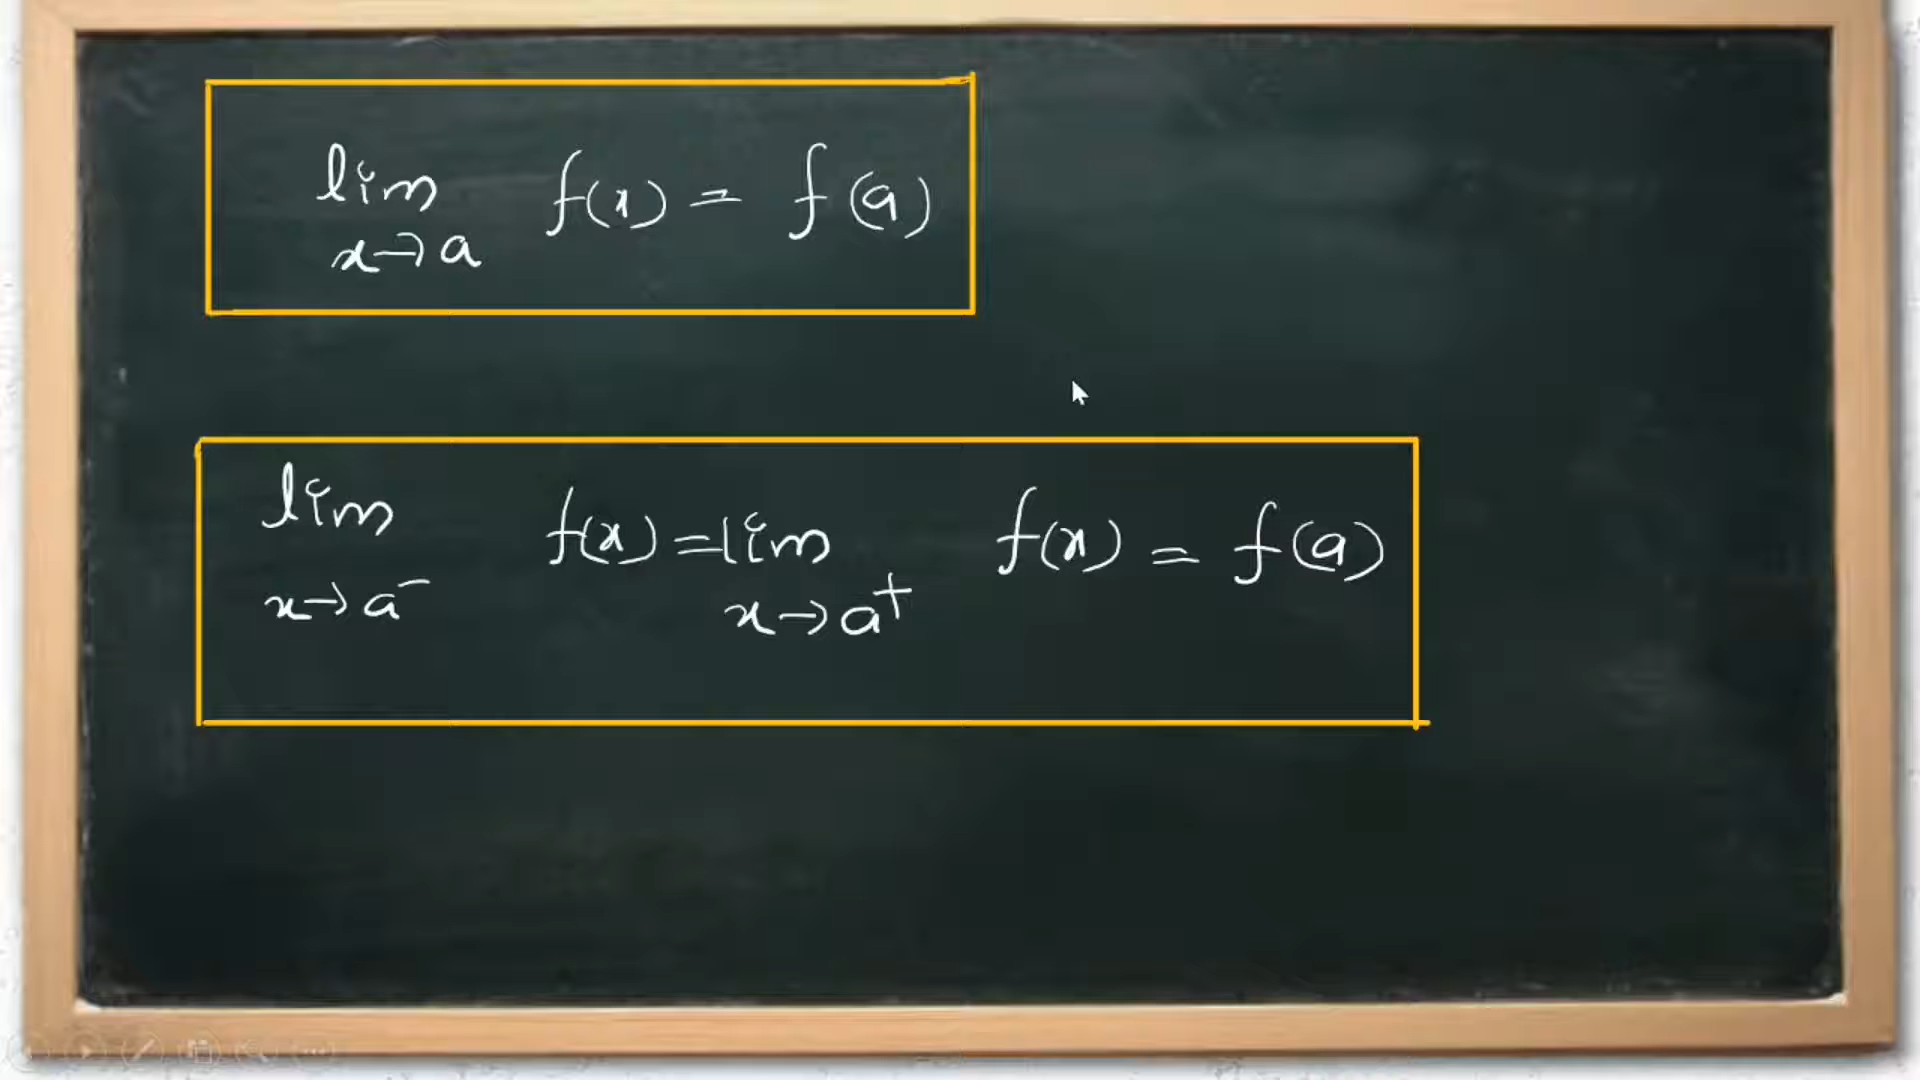 lim f(x) = f(a)
x→a
lim f(x) = lim f(x) = f(a)
x→a⁻ x→a⁺